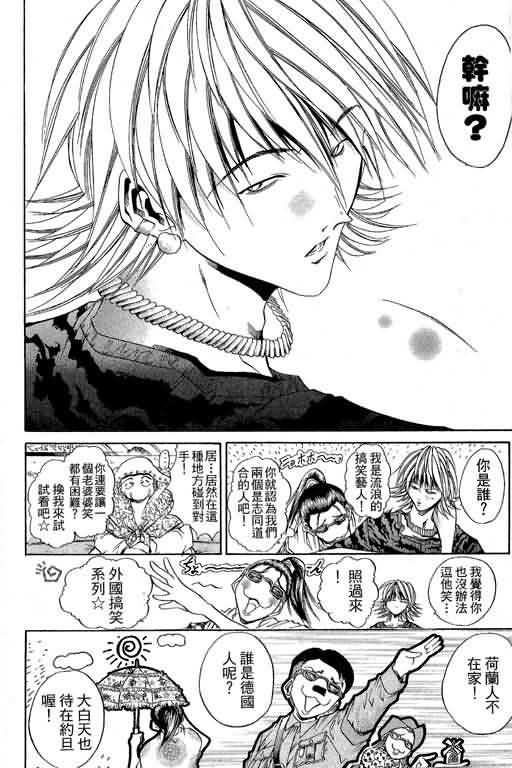 幹嘛？
你是誰？
我是流浪的
搞笑藝人！
你就認為我們
兩個是志同道
合的人吧！
居…居然在這
種地方碰到對
手！
你連要讓一
個老婆婆笑
都有困難？
換我來試
試看吧☆
我覺得你
也沒辦法
逗他笑…
照過來
！
外國搞笑
系列☆
荷蘭人不
在家！
誰是德國
人呢？
大白天也
待在約旦
喔！